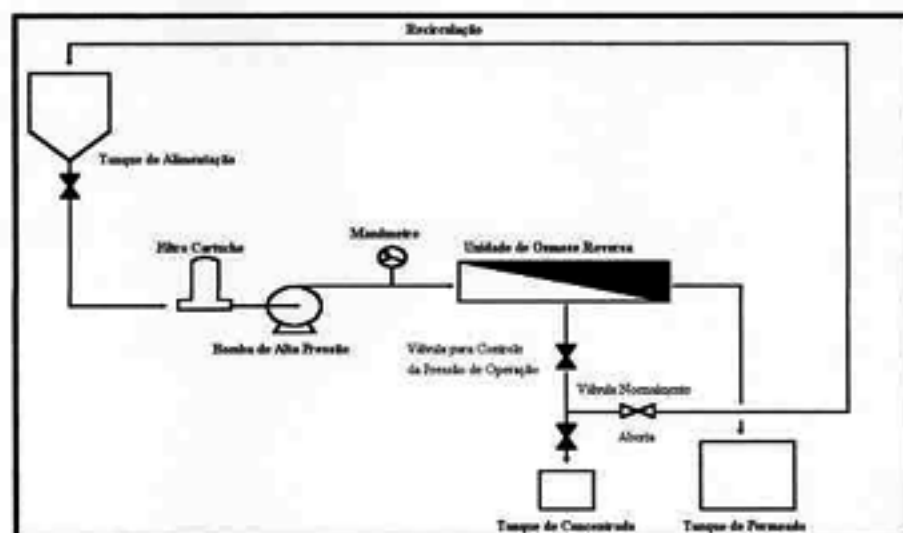 Recirculação
Tanque de Alimentação
Filtro Cartucho
Manômetro
Unidade de Osmose Reversa
Bomba de Alta Pressão
Válvula para Controle
da Pressão de Operação
Válvula Normalmente
Aberta
Tanque de Concentrado
Tanque de Permeado